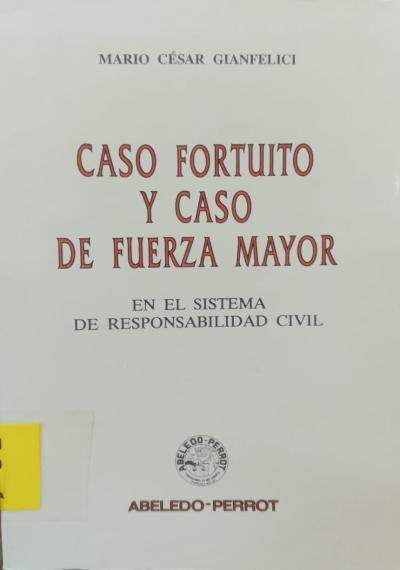 MARIO CÉSAR GIANFELICI
CASO FORTUITO
Y CASO
DE FUERZA MAYOR
EN EL SISTEMA
DE RESPONSABILIDAD CIVIL
ABELEDO-PERROT
ABELEDO-PERROT